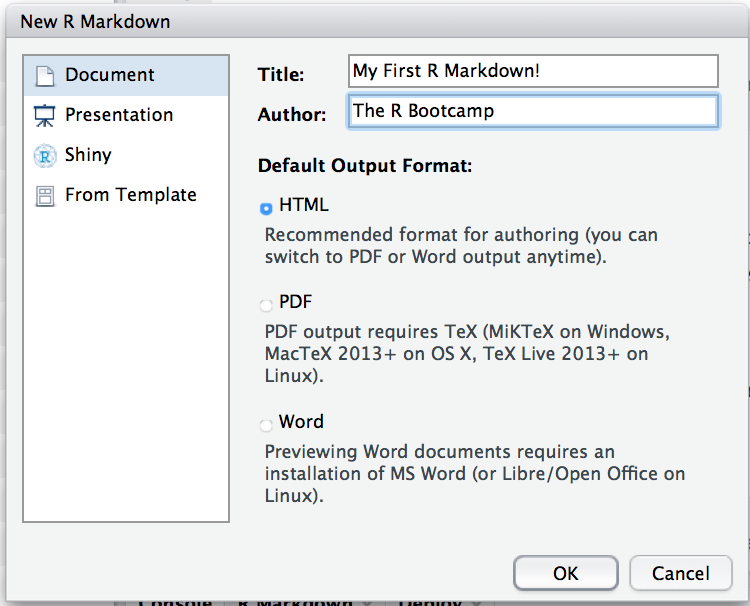 New R Markdown
Document
Presentation
Shiny
From Template
Title: My First R Markdown!
Author: The R Bootcamp
Default Output Format:
HTML
Recommended format for authoring (you can
switch to PDF or Word output anytime).
PDF
PDF output requires TeX (MiKTeX on Windows,
MacTeX 2013+ on OS X, TeX Live 2013+ on
Linux).
Word
Previewing Word documents requires an
installation of MS Word (or Libre/Open Office on
Linux).
OK Cancel
Console R Markdown Deploy